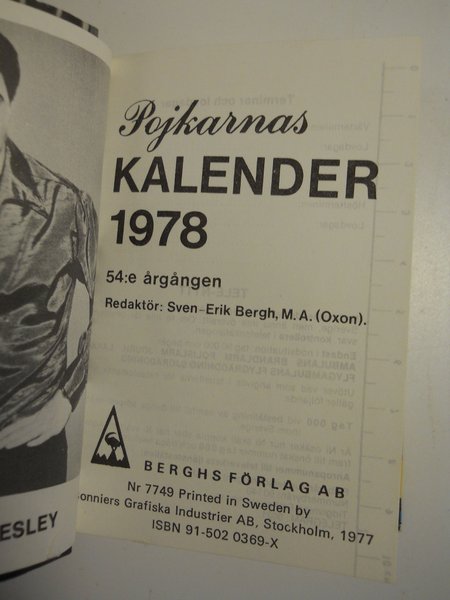 Pojkarnas
KALENDER
1978
54:e årgången
Redaktör: Sven-Erik Bergh, M.A. (Oxon).
BERGHS FÖRLAG AB
Nr 7749 Printed in Sweden by
Bonniers Grafiska Industrier AB, Stockholm, 1977
ISBN 91-502 0369-X
ESLEY